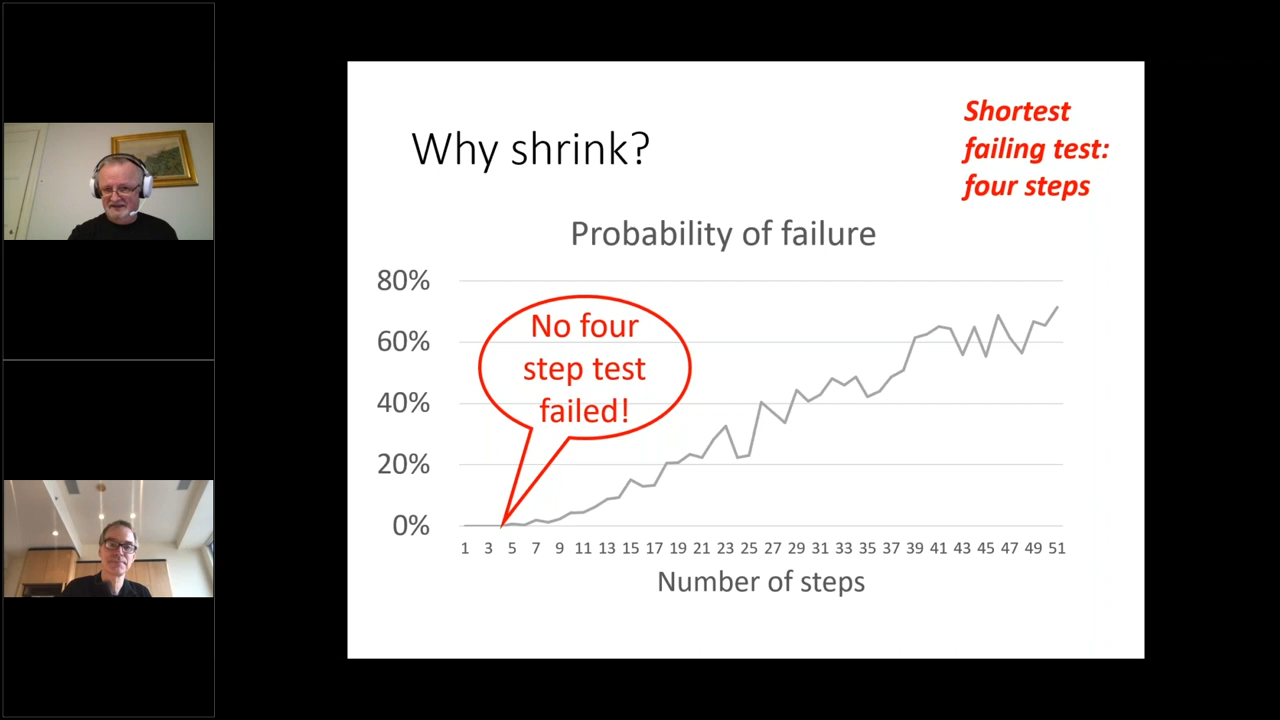 Why shrink?
Shortest
failing test:
four steps
Probability of failure
80%
60%
40%
20%
0%
No four
step test
failed!
1 3 5 7 9 11 13 15 17 19 21 23 25 27 29 31 33 35 37 39 41 43 45 47 49 51
Number of steps